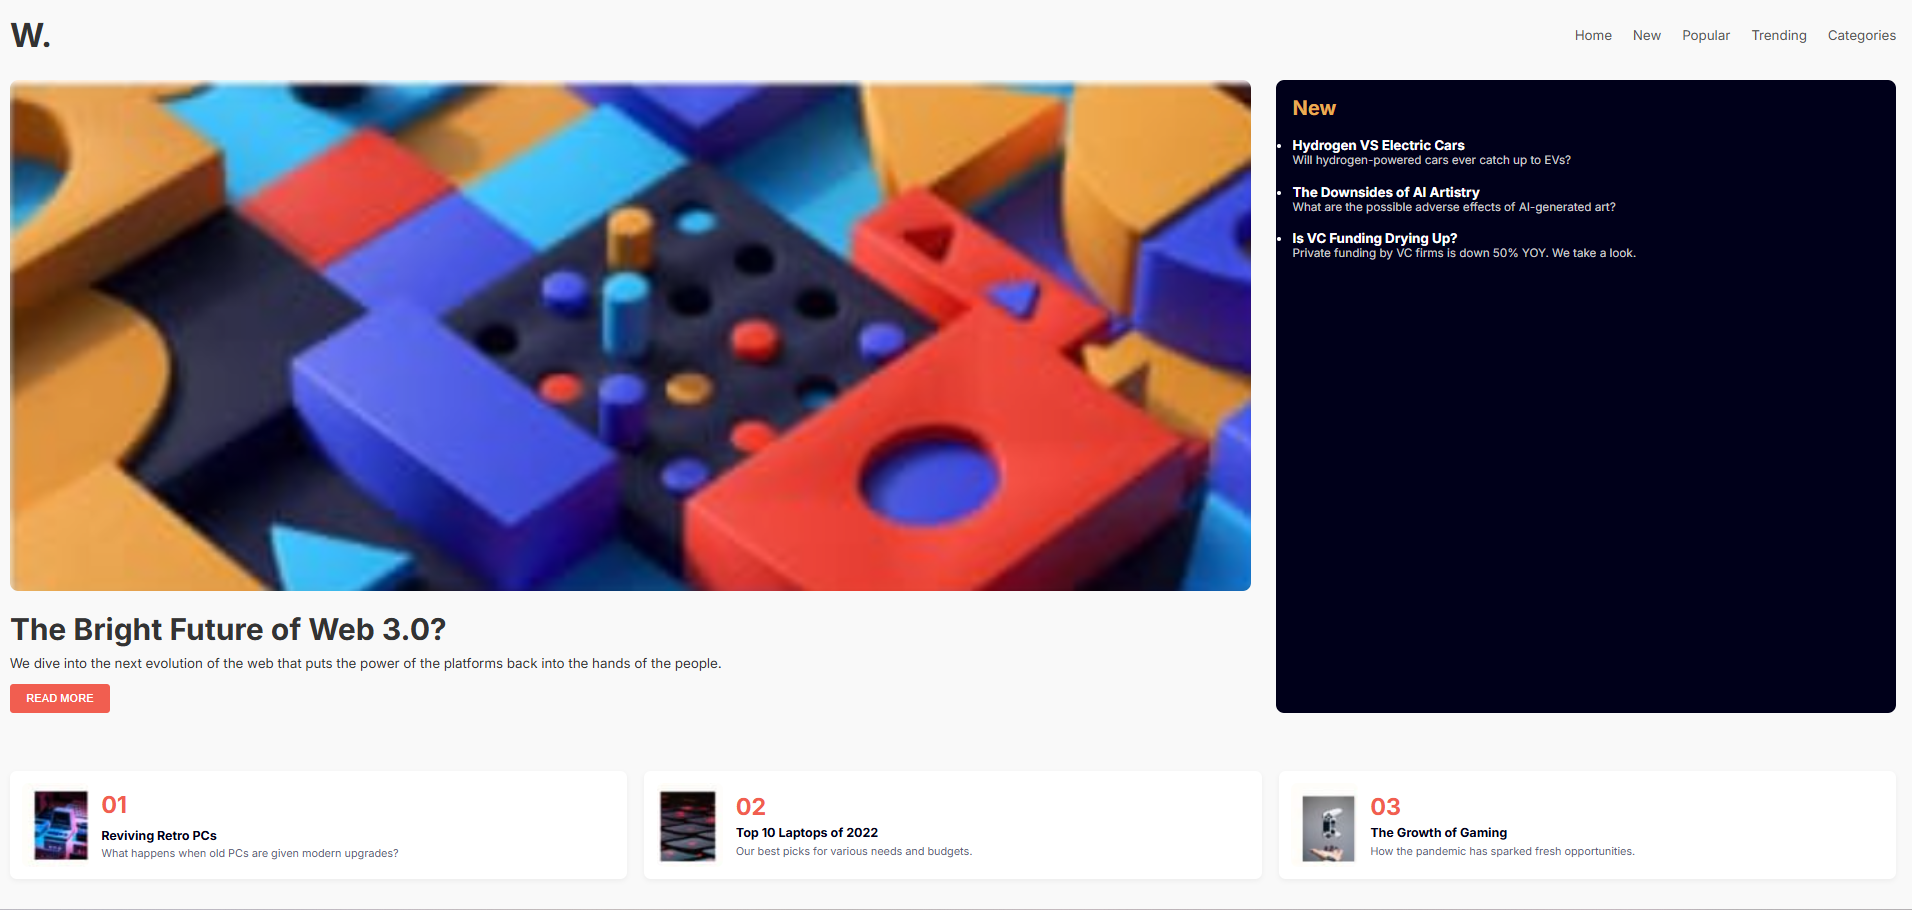 W.
Home New Popular Trending Categories
New
Hydrogen VS Electric Cars
Will hydrogen-powered cars ever catch up to EVs?
The Downsides of AI Artistry
What are the possible adverse effects of AI-generated art?
Is VC Funding Drying Up?
Private funding by VC firms is down 50% YOY. We take a look.
The Bright Future of Web 3.0?
We dive into the next evolution of the web that puts the power of the platforms back into the hands of the people.
READ MORE
01
Reviving Retro PCs
What happens when old PCs are given modern upgrades?
02
Top 10 Laptops of 2022
Our best picks for various needs and budgets.
03
The Growth of Gaming
How the pandemic has sparked fresh opportunities.